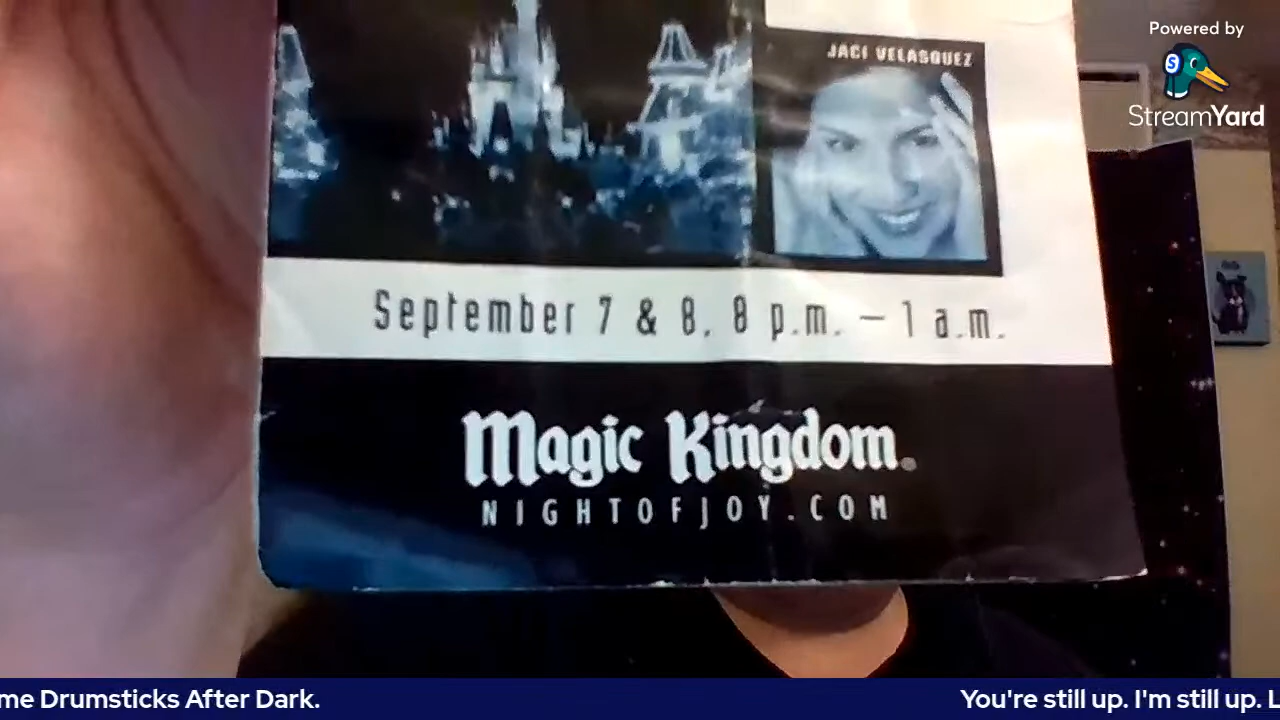 Powered by
StreamYard
JACI VELASQUEZ
September 7 & 8, 8 p.m. – 1 a.m.
Magic Kingdom®
NIGHTOFJOY.COM
me Drumsticks After Dark.
You're still up. I'm still up. L